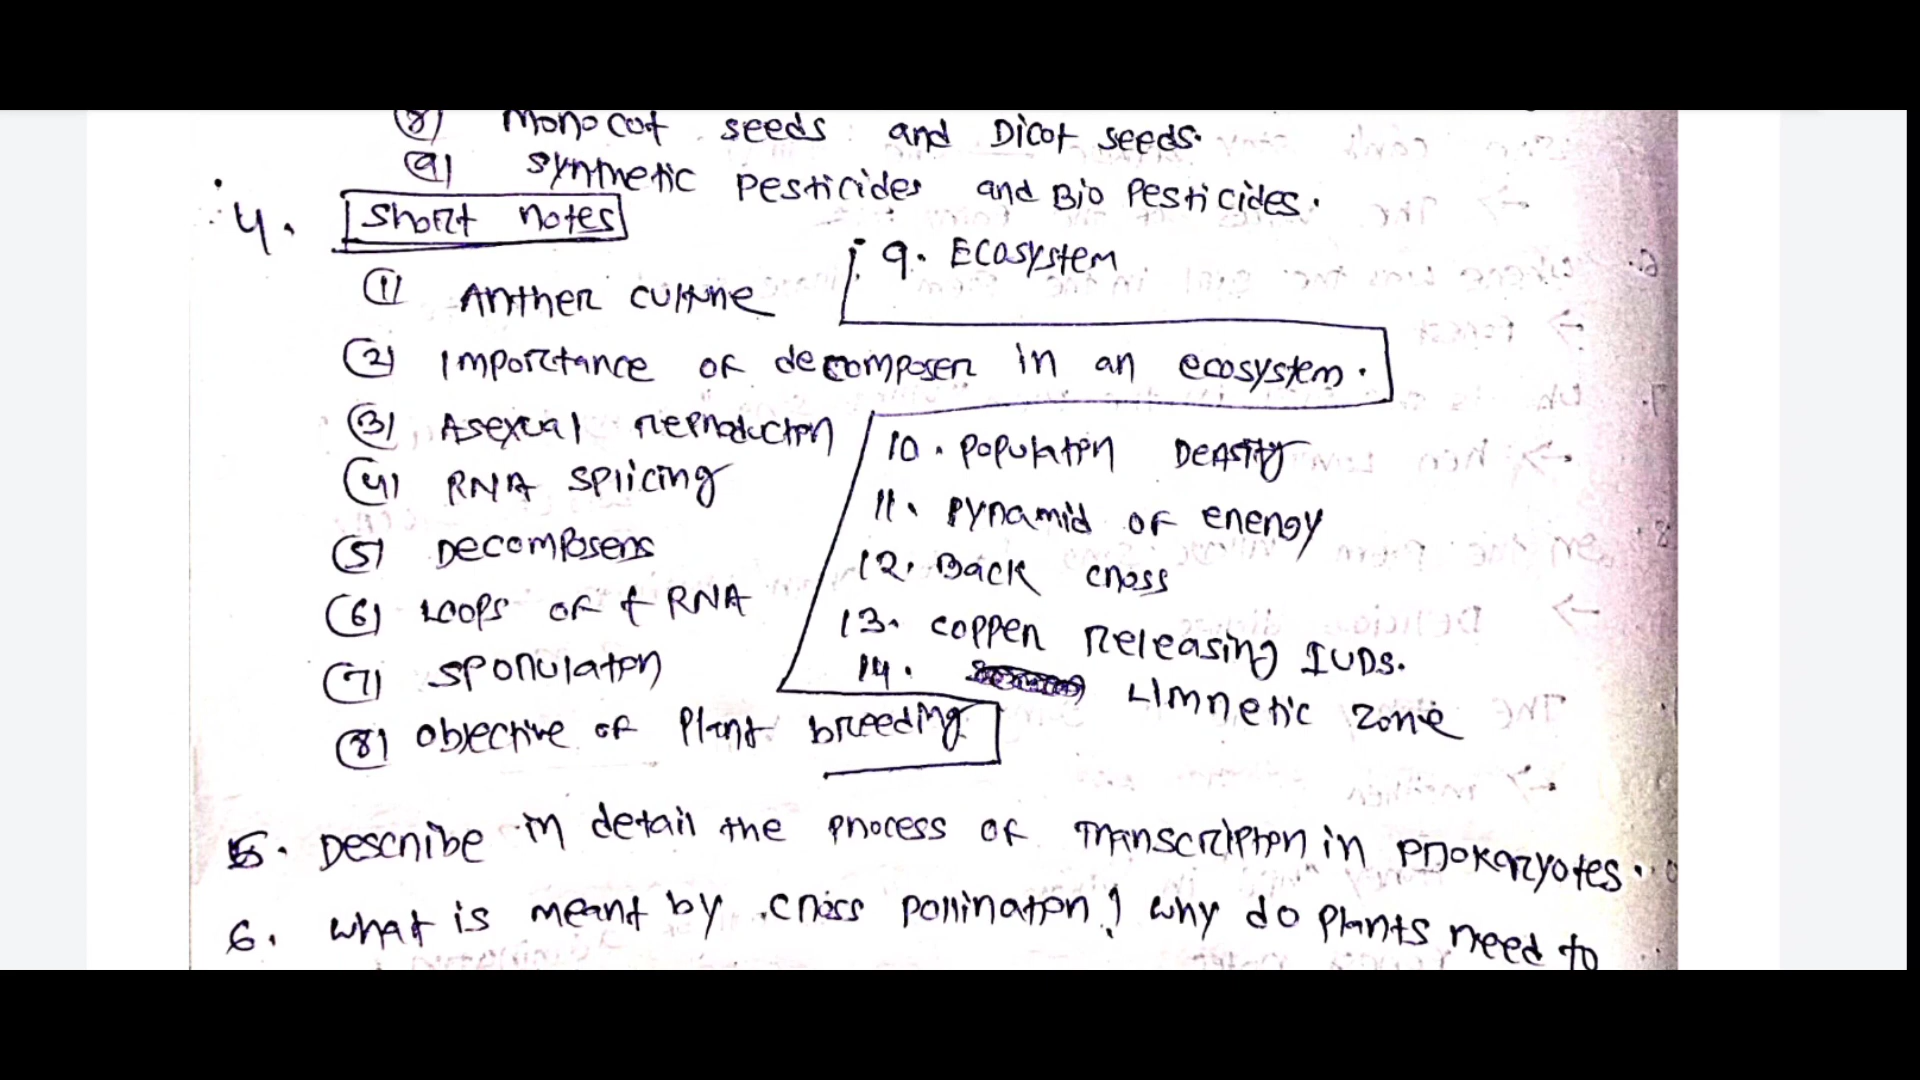 (8) Monocot seeds and Dicot seeds.
(9) Synthetic Pesticides and Bio Pesticides.
4. Short notes
(1) Anther culture
(2) Importance of decomposer in an ecosystem.
(3) Asexual reproduction
(4) RNA splicing
(5) Decomposers
(6) Loops of t RNA
(7) Sporulation
(8) Objective of Plant breeding
9. Ecosystem
10. Population Density
11. Pyramid of energy
12. Back cross
13. Copper Releasing IUDs.
14. Limnetic zone
5. Describe in detail the process of Transcription in Prokaryotes.
6. What is meant by cross pollination? Why do plants need to